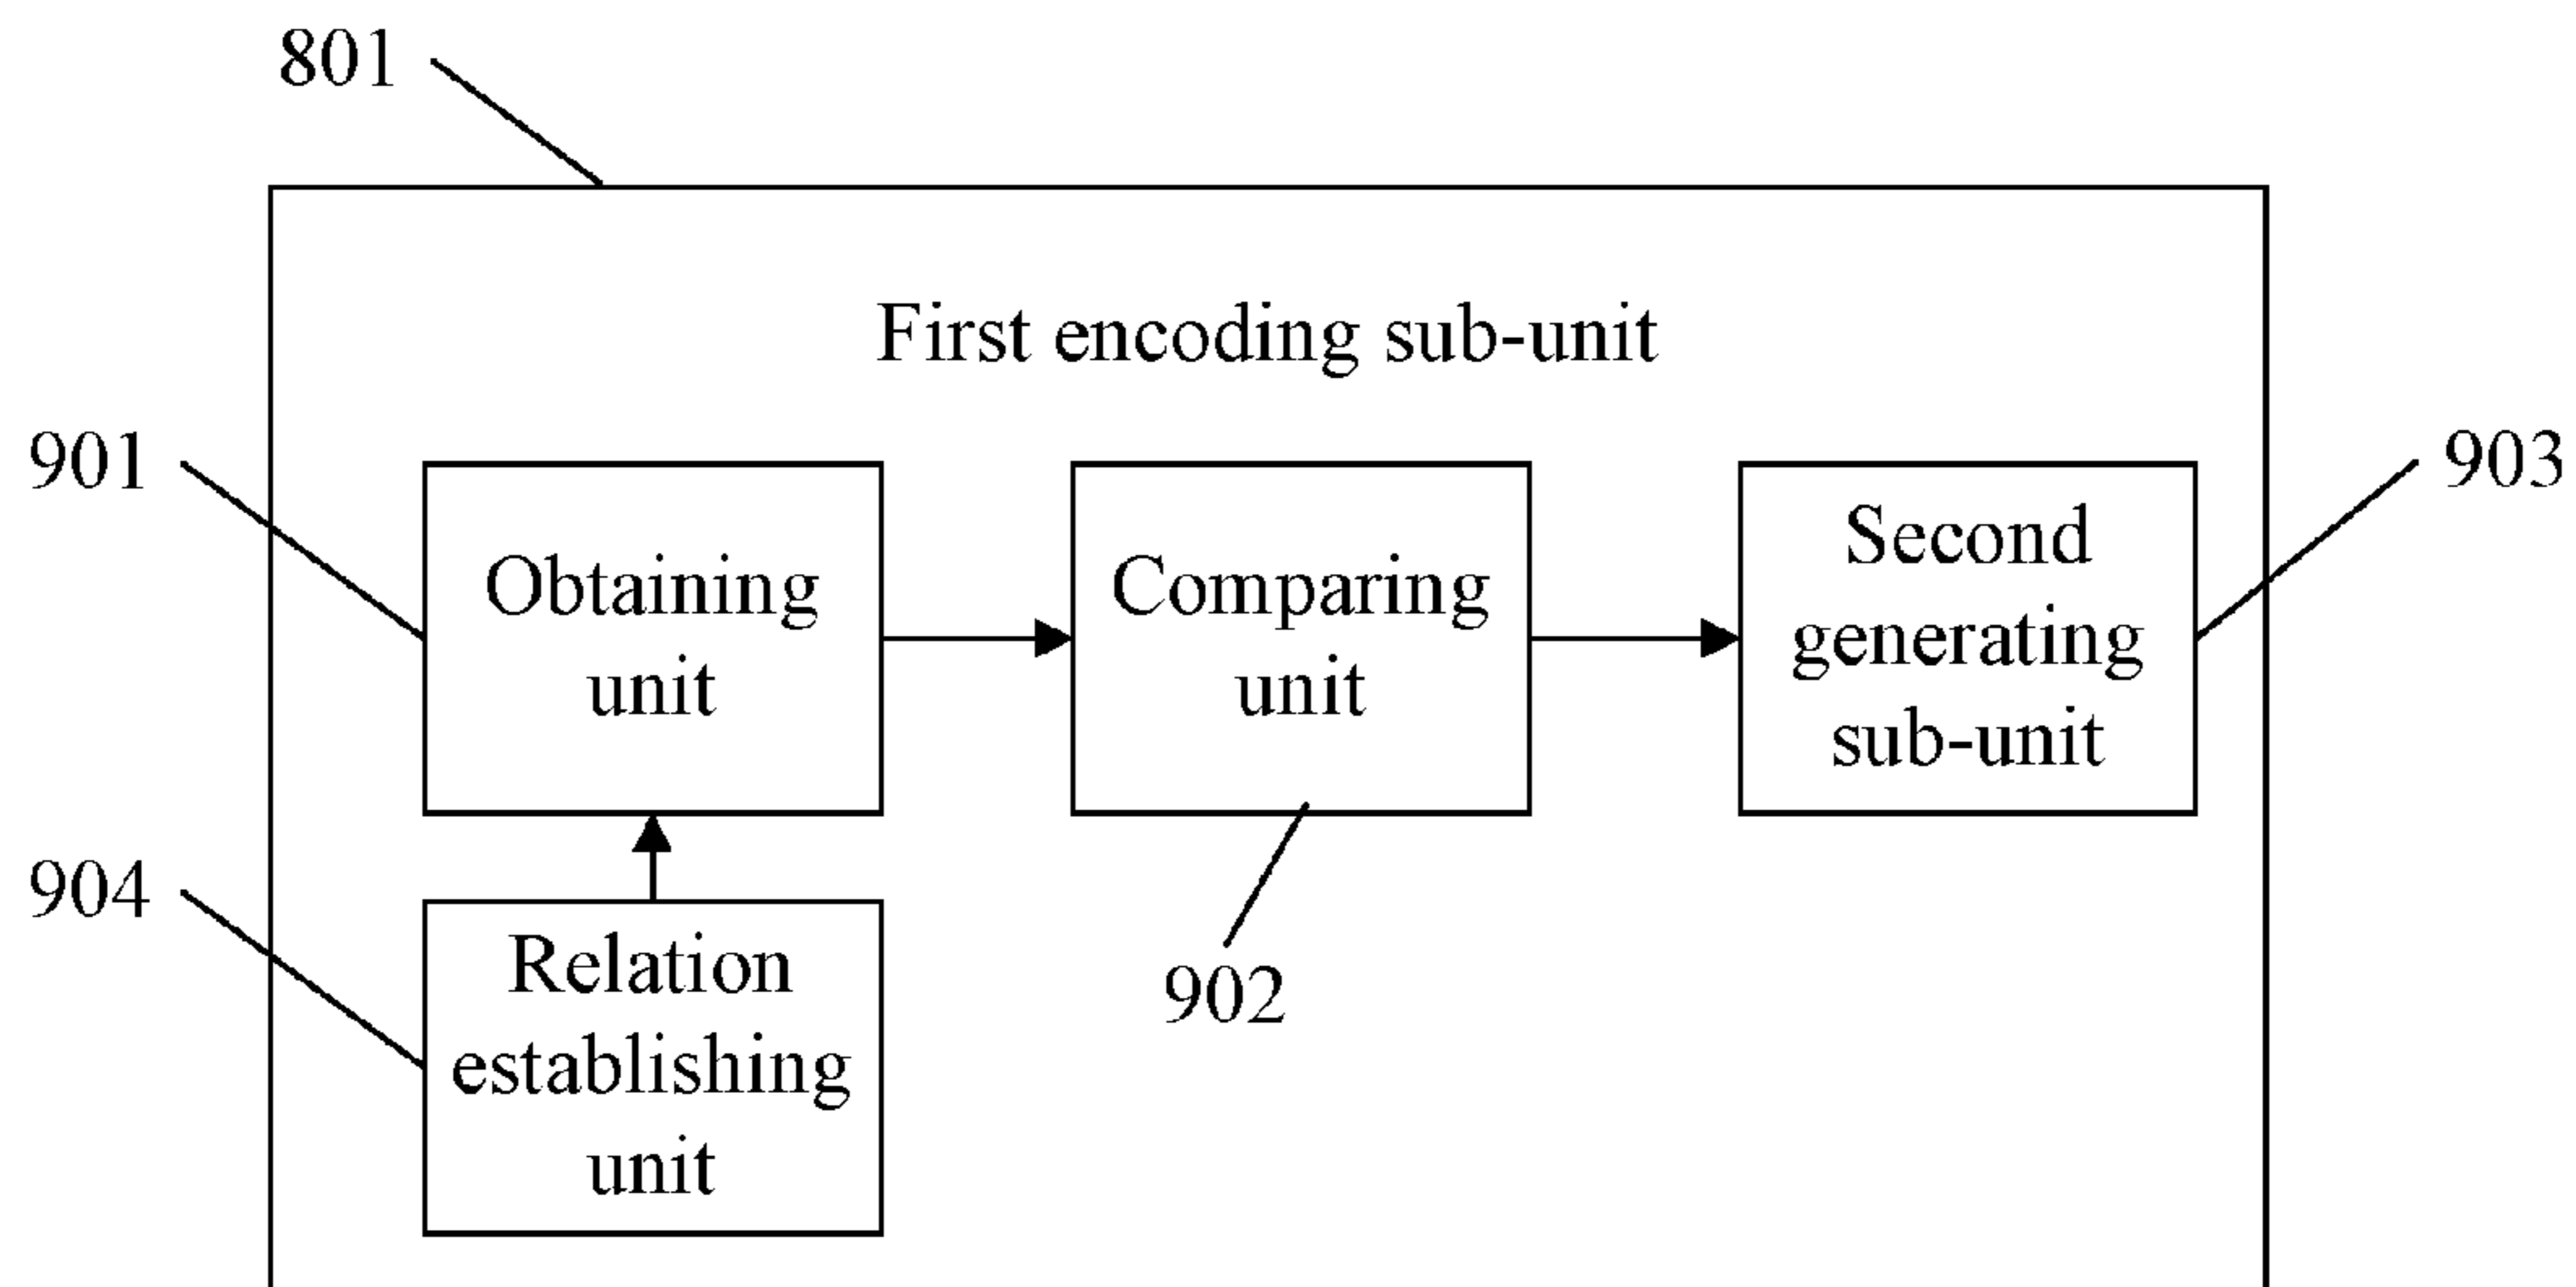 801
First encoding sub-unit
901
903
Obtaining
unit
Comparing
unit
Second
generating
sub-unit
904
902
Relation
establishing
unit